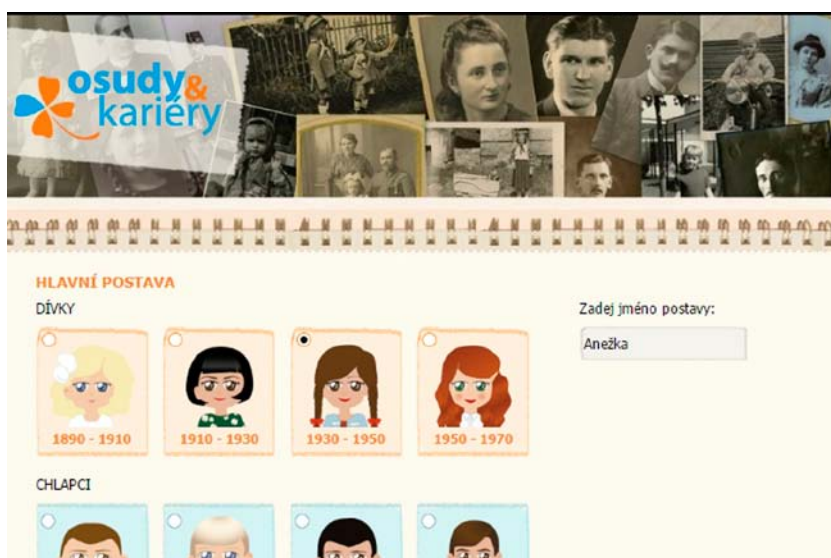 osudy&
kariéry
HLAVNÍ POSTAVA
DÍVKY
Zadej jméno postavy:
Anežka
1890 - 1910
1910 - 1930
1930 - 1950
1950 - 1970
CHLAPCI